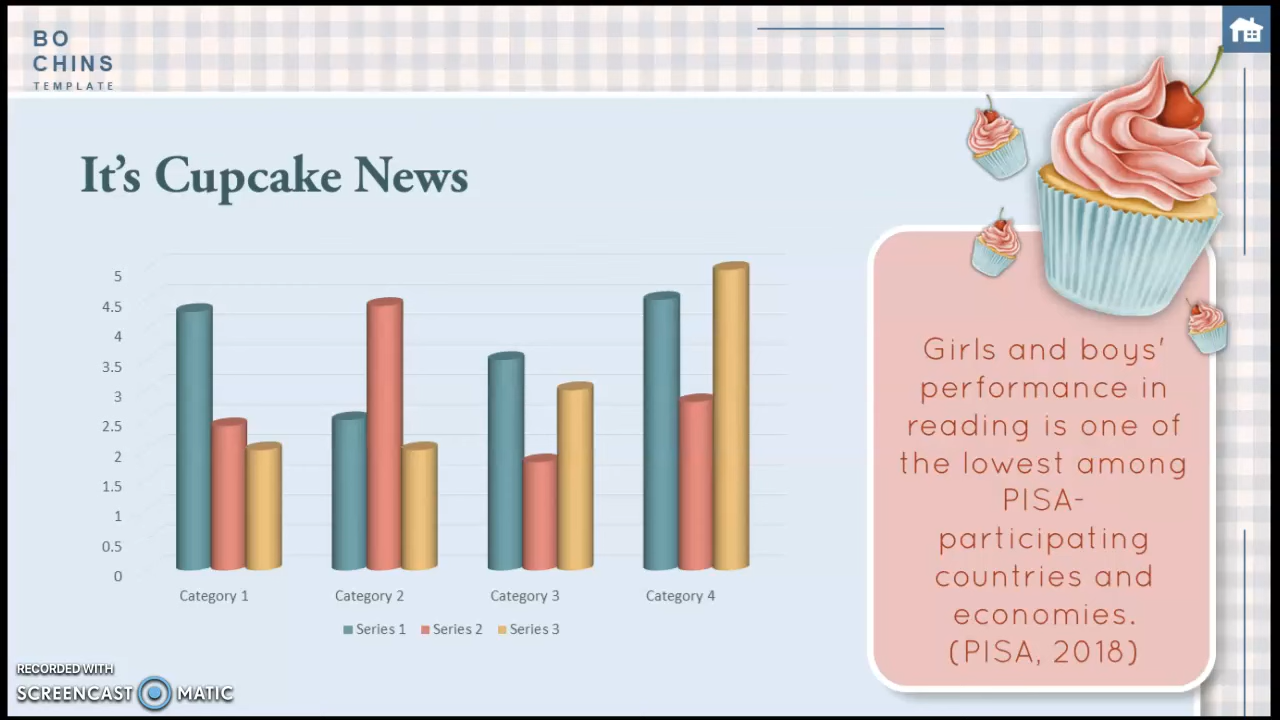 BO
CHINS
TEMPLATE
It's Cupcake News
5
4.5
4
3.5
3
2.5
2
1.5
1
0.5
0
Category 1
Category 2
Category 3
Category 4
Series 1
Series 2
Series 3
Girls and boys'
performance in
reading is one of
the lowest among
PISA-
participating
countries and
economies.
(PISA, 2018)
RECORDED WITH
SCREENCAST MATIC